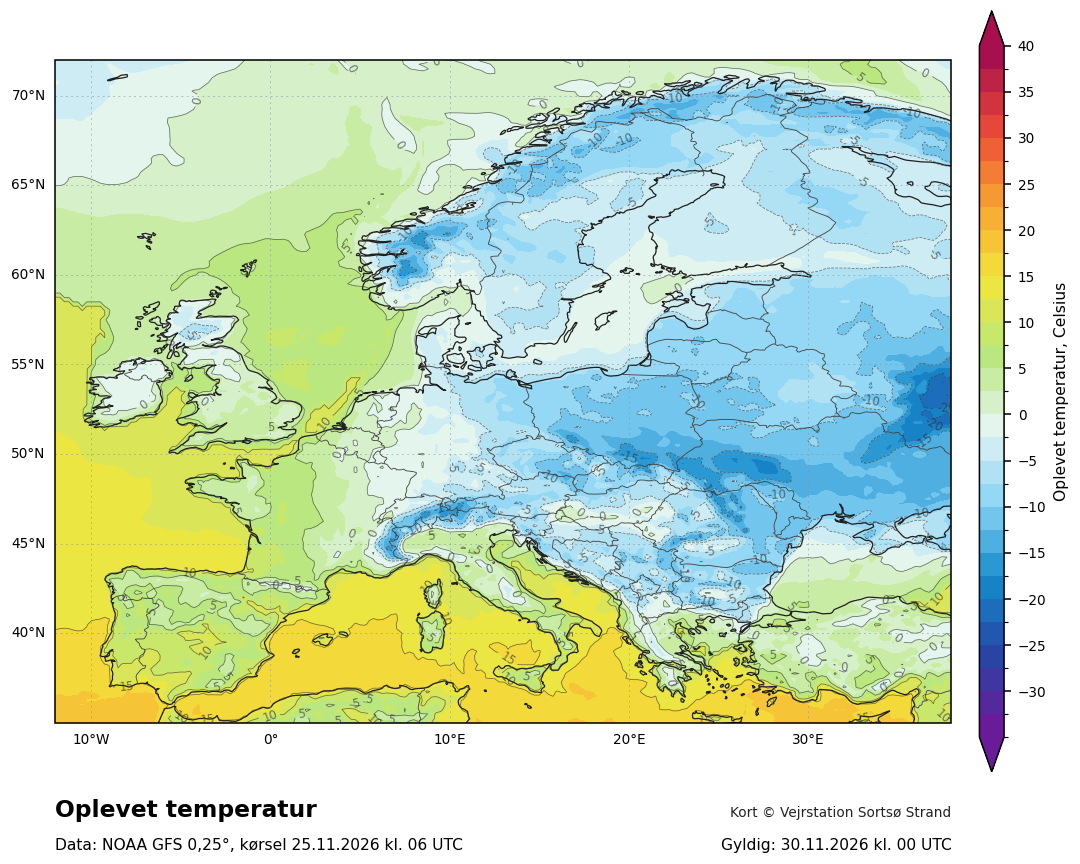 70°N
65°N
60°N
55°N
50°N
45°N
40°N
10°W
0°
10°E
20°E
30°E
40
35
30
25
20
15
10
5
0
−5
−10
−15
−20
−25
−30
Oplevet temperatur, Celsius
Oplevet temperatur
Kort © Vejrstation Sortsø Strand
Data: NOAA GFS 0,25°, kørsel 25.11.2026 kl. 06 UTC
Gyldig: 30.11.2026 kl. 00 UTC